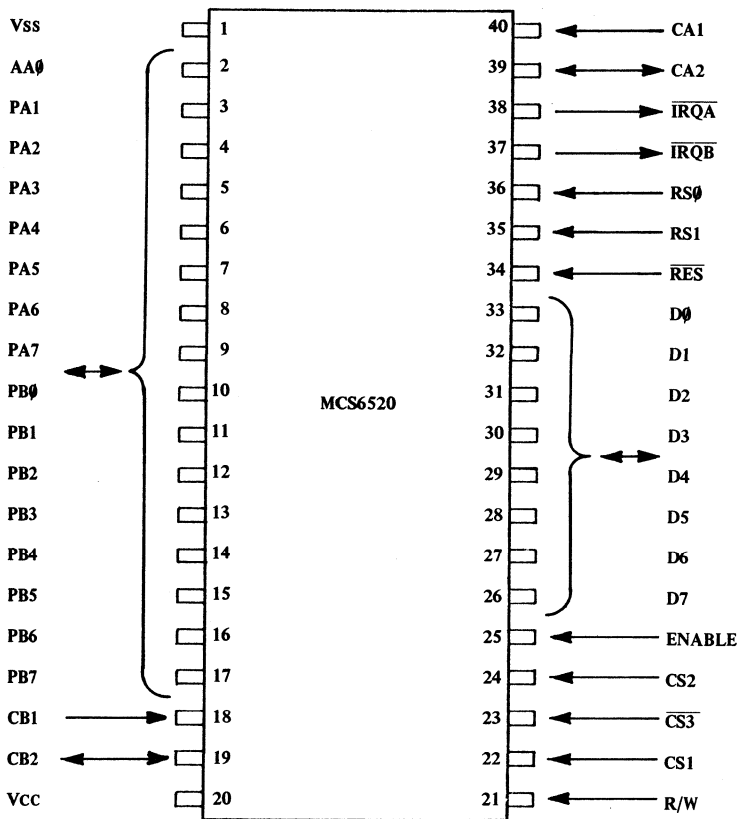 Vss 1 40 CA1
AAØ 2 39 CA2
PA1 3 38 IRQA
PA2 4 37 IRQB
PA3 5 36 RSØ
PA4 6 35 RS1
PA5 7 34 RES
PA6 8 33 DØ
PA7 9 32 D1
PBØ 10 31 D2
PB1 11 MCS6520 30 D3
PB2 12 29 D4
PB3 13 28 D5
PB4 14 27 D6
PB5 15 26 D7
PB6 16 25 ENABLE
PB7 17 24 CS2
CB1 18 23 CS3
CB2 19 22 CS1
Vcc 20 21 R/W